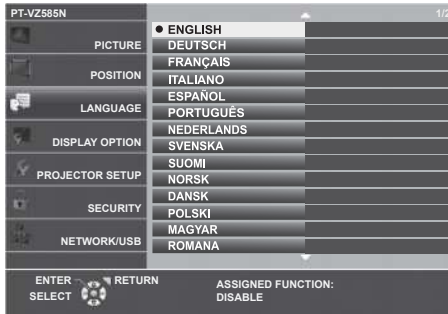 PT-VZ585N 1/2
PICTURE
POSITION
LANGUAGE
DISPLAY OPTION
PROJECTOR SETUP
SECURITY
NETWORK/USB
ENGLISH
DEUTSCH
FRANÇAIS
ITALIANO
ESPAÑOL
PORTUGUÊS
NEDERLANDS
SVENSKA
SUOMI
NORSK
DANSK
POLSKI
MAGYAR
ROMANA
ENTER RETURN
SELECT
ASSIGNED FUNCTION:
DISABLE